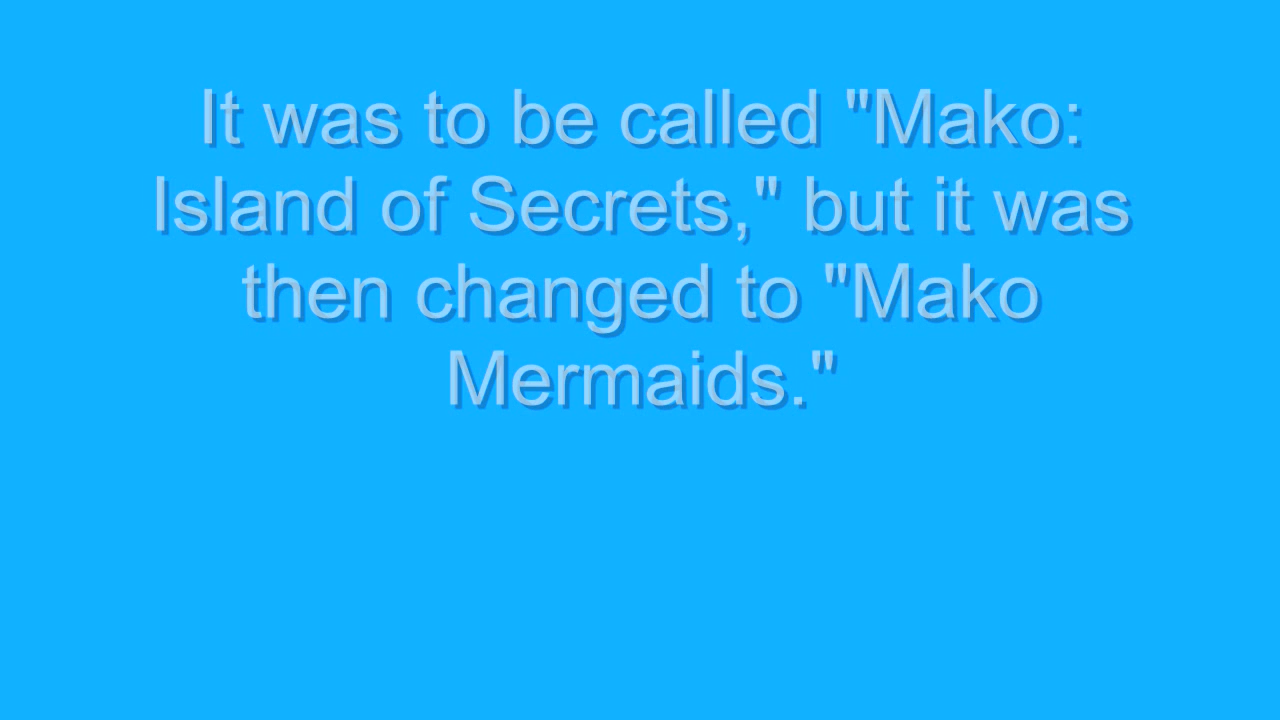 It was to be called "Mako:
Island of Secrets," but it was
then changed to "Mako
Mermaids."